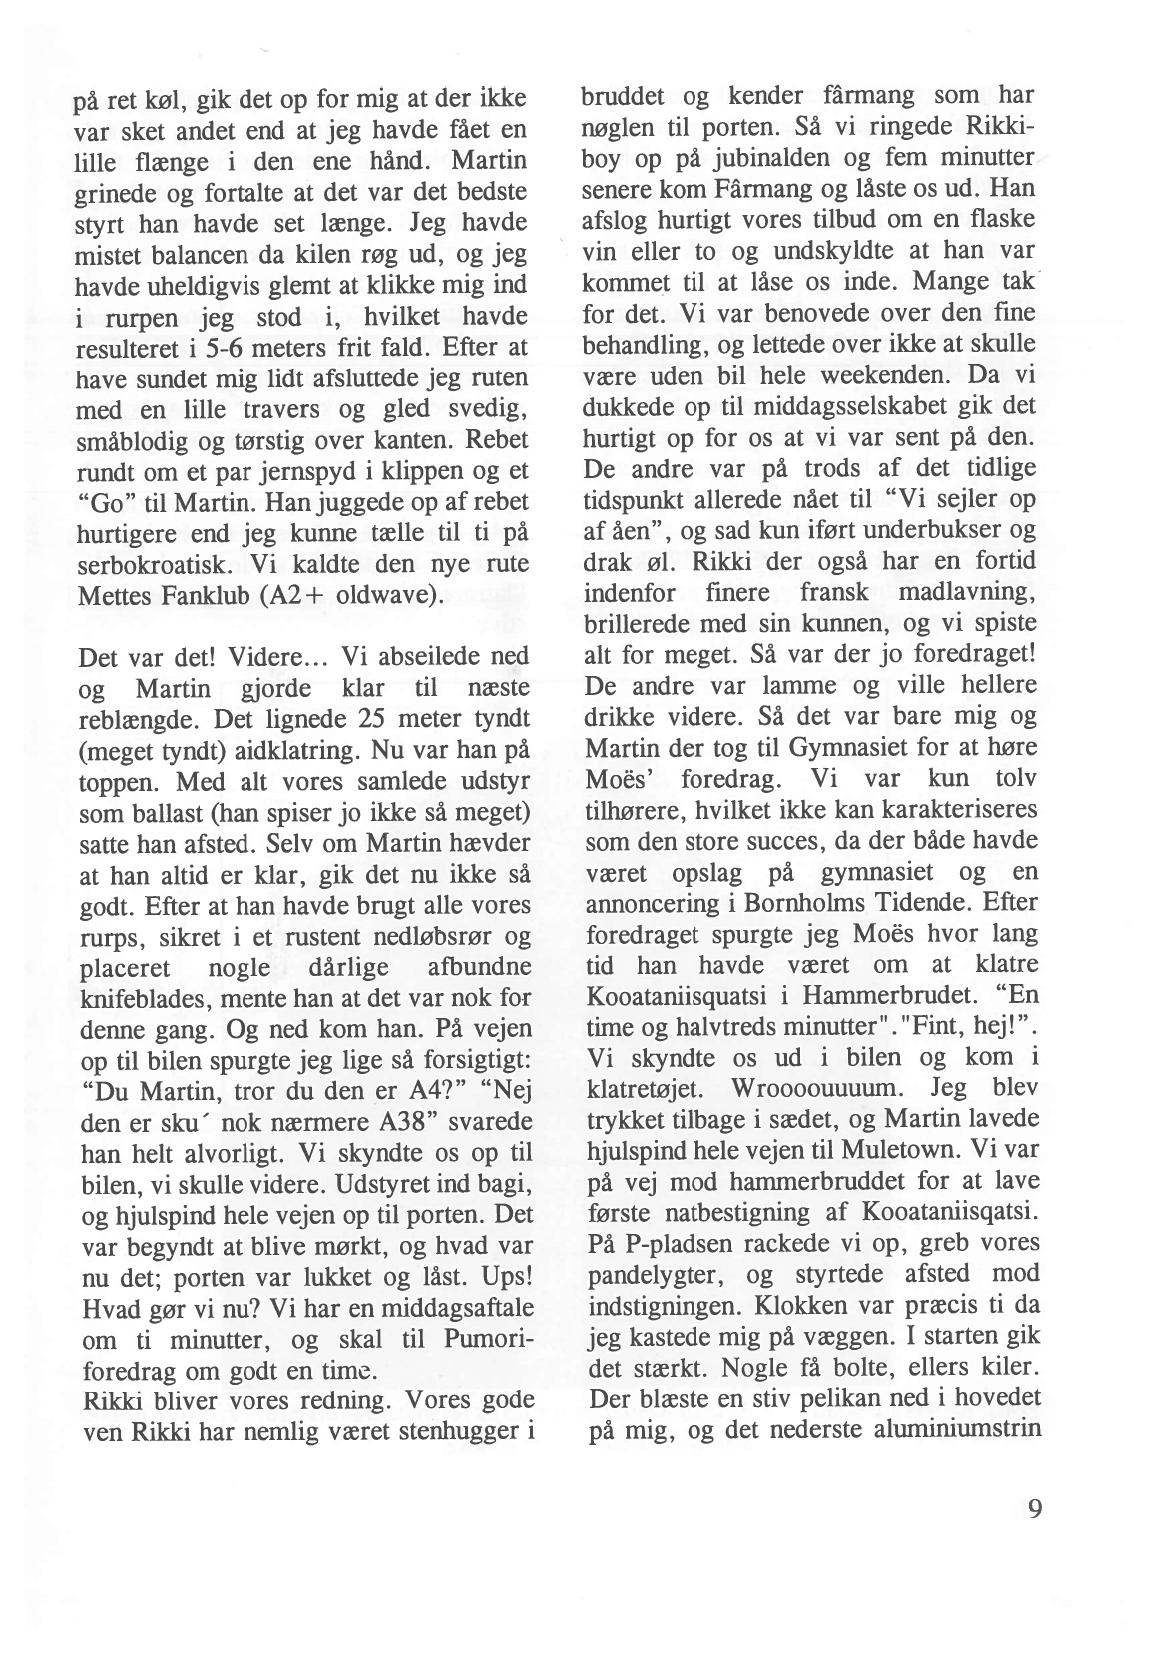 på ret køl, gik det op for mig at der ikke
var sket andet end at jeg havde fået en
lille flænge i den ene hånd. Martin
grinede og fortalte at det var det bedste
styrt han havde set længe. Jeg havde
mistet balancen da kilen røg ud, og jeg
havde uheldigvis glemt at klikke mig ind
i rurpen jeg stod i, hvilket havde
resulteret i 5-6 meters frit fald. Efter at
have sundet mig lidt afsluttede jeg ruten
med en lille travers og gled svedig,
småblodig og tørstig over kanten. Rebet
rundt om et par jernspyd i klippen og et
“Go” til Martin. Han juggede op af rebet
hurtigere end jeg kunne tælle til ti på
serbokroatisk. Vi kaldte den nye rute
Mettes Fanklub (A2+ oldwave).

Det var det! Videre... Vi abseilede ned
og Martin gjorde klar til næste
reblængde. Det lignede 25 meter tyndt
(meget tyndt) aidklatring. Nu var han på
toppen. Med alt vores samlede udstyr
som ballast (han spiser jo ikke så meget)
satte han afsted. Selv om Martin hævder
at han altid er klar, gik det nu ikke så
godt. Efter at han havde brugt alle vores
rurps, sikret i et rustent nedløbsrør og
placeret nogle dårlige afbundne
knifeblades, mente han at det var nok for
denne gang. Og ned kom han. På vejen
op til bilen spurgte jeg lige så forsigtigt:
“Du Martin, tror du den er A4?” “Nej
den er sku´ nok nærmere A38” svarede
han helt alvorligt. Vi skyndte os op til
bilen, vi skulle videre. Udstyret ind bagi,
og hjulspind hele vejen op til porten. Det
var begyndt at blive mørkt, og hvad var
nu det; porten var lukket og låst. Ups!
Hvad gør vi nu? Vi har en middagsaftale
om ti minutter, og skal til Pumori-
foredrag om godt en time.
Rikki bliver vores redning. Vores gode
ven Rikki har nemlig været stenhugger i
bruddet og kender fârmang som har
nøglen til porten. Så vi ringede Rikki-
boy op på jubinalden og fem minutter
senere kom Fârmang og låste os ud. Han
afslog hurtigt vores tilbud om en flaske
vin eller to og undskyldte at han var
kommet til at låse os inde. Mange tak
for det. Vi var benovede over den fine
behandling, og lettede over ikke at skulle
være uden bil hele weekenden. Da vi
dukkede op til middagsselskabet gik det
hurtigt op for os at vi var sent på den.
De andre var på trods af det tidlige
tidspunkt allerede nået til “Vi sejler op
af åen”, og sad kun iført underbukser og
drak øl. Rikki der også har en fortid
indenfor finere fransk madlavning,
brillerede med sin kunnen, og vi spiste
alt for meget. Så var der jo foredraget!
De andre var lamme og ville hellere
drikke videre. Så det var bare mig og
Martin der tog til Gymnasiet for at høre
Moës’ foredrag. Vi var kun tolv
tilhørere, hvilket ikke kan karakteriseres
som den store succes, da der både havde
været opslag på gymnasiet og en
annoncering i Bornholms Tidende. Efter
foredraget spurgte jeg Moës hvor lang
tid han havde været om at klatre
Kooataniisquatsi i Hammerbrudet. “En
time og halvtreds minutter"."Fint, hej!”.
Vi skyndte os ud i bilen og kom i
klatretøjet. Wroooouuuum. Jeg blev
trykket tilbage i sædet, og Martin lavede
hjulspind hele vejen til Muletown. Vi var
på vej mod hammerbruddet for at lave
første natbestigning af Kooataniisqatsi.
På P-pladsen rackede vi op, greb vores
pandelygter, og styrtede afsted mod
indstigningen. Klokken var præcis ti da
jeg kastede mig på væggen. I starten gik
det stærkt. Nogle få bolte, ellers kiler.
Der blæste en stiv pelikan ned i hovedet
på mig, og det nederste aluminiumstrin
9